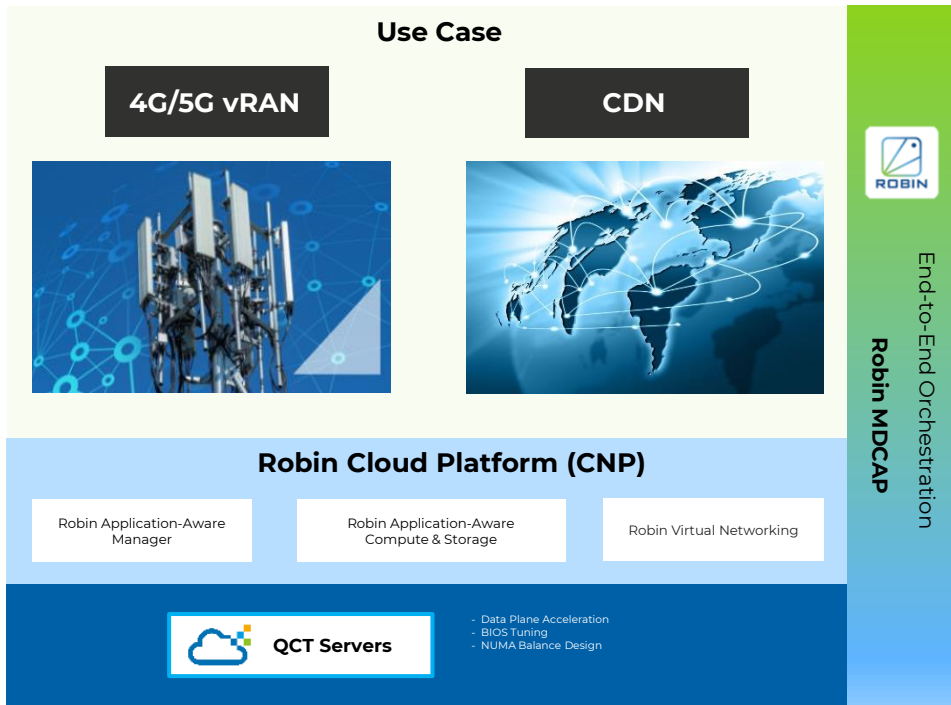 Use Case
4G/5G vRAN
CDN
ROBIN
End-to-End Orchestration
Robin MDCAP
Robin Cloud Platform (CNP)
Robin Application-Aware
Manager
Robin Application-Aware
Compute & Storage
Robin Virtual Networking
QCT Servers
- Data Plane Acceleration
- BIOS Tuning
- NUMA Balance Design